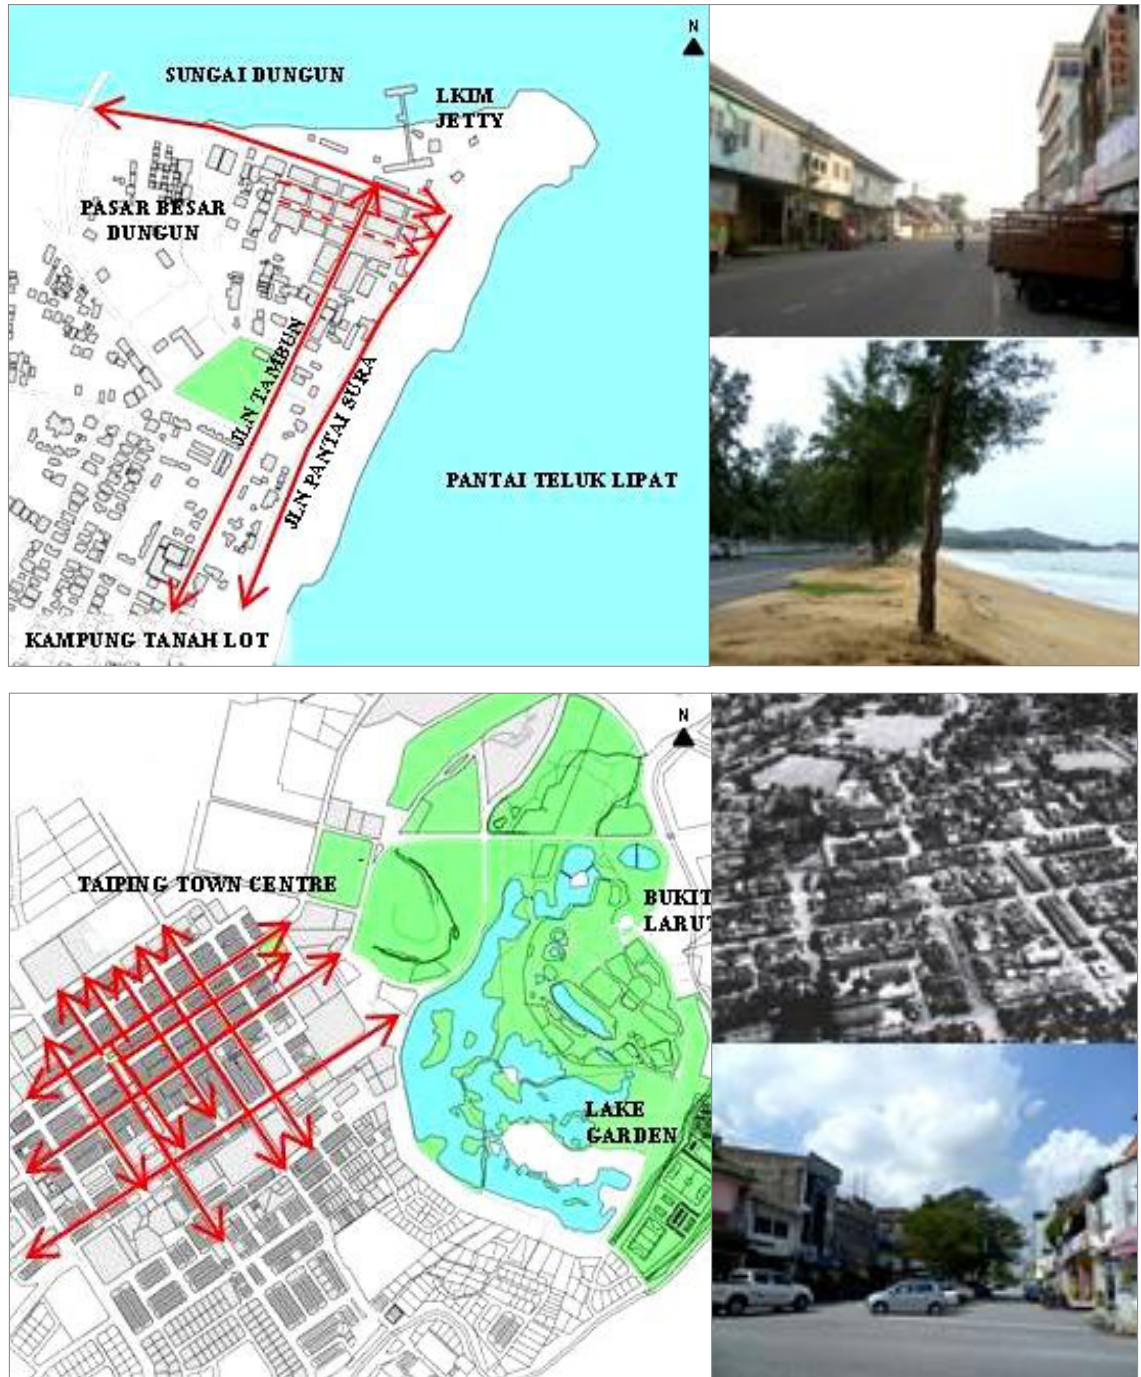 N
SUNGAI DUNGUN
LKIM
JETTY
PASAR BESAR
DUNGUN
JLN TAMBUN
JLN PANTAI SURA
PANTAI TELUK LIPAT
KAMPUNG TANAH LOT
N
TAIPING TOWN CENTRE
BUKIT
LARUT
LAKE
GARDEN